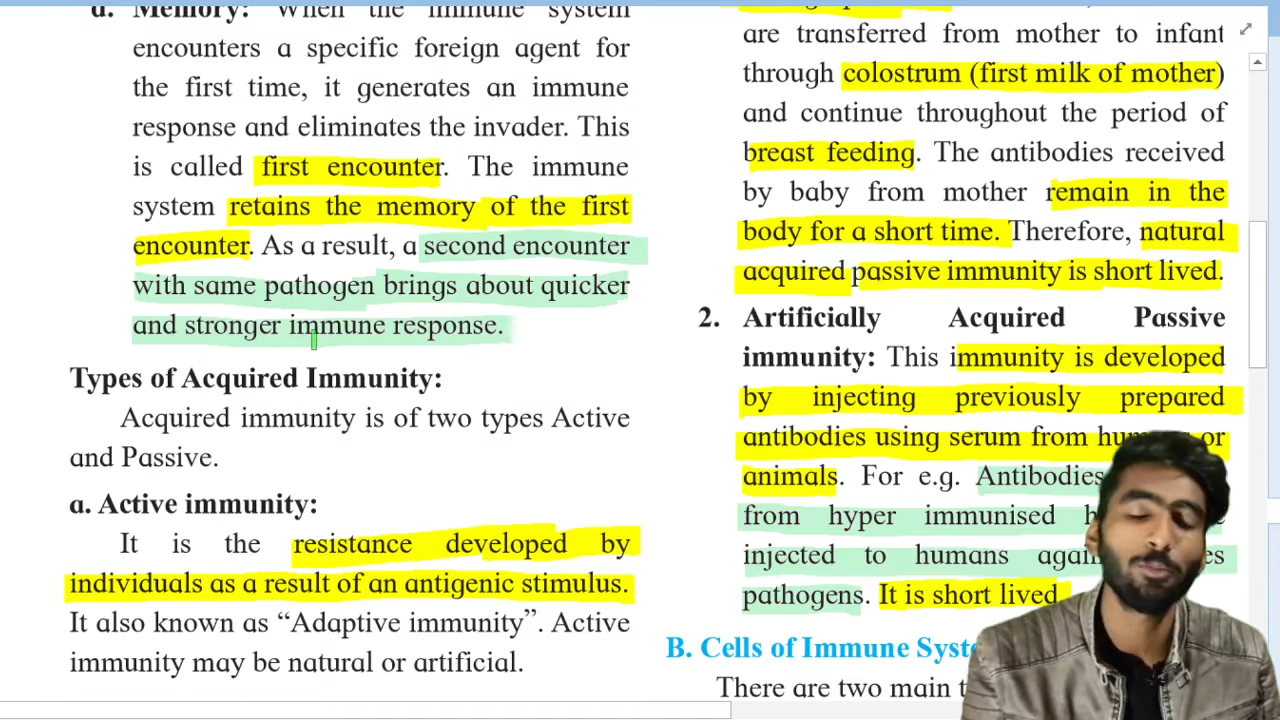 d. Memory: When the immune system
encounters a specific foreign agent for
the first time, it generates an immune
response and eliminates the invader. This
is called first encounter. The immune
system retains the memory of the first
encounter. As a result, a second encounter
with same pathogen brings about quicker
and stronger immune response.
Types of Acquired Immunity:
Acquired immunity is of two types Active
and Passive.
a. Active immunity:
It is the resistance developed by
individuals as a result of an antigenic stimulus.
It also known as “Adaptive immunity”. Active
immunity may be natural or artificial.
are transferred from mother to infant
through colostrum (first milk of mother)
and continue throughout the period of
breast feeding. The antibodies received
by baby from mother remain in the
body for a short time. Therefore, natural
acquired passive immunity is short lived.
2. Artificially Acquired Passive
immunity: This immunity is developed
by injecting previously prepared
antibodies using serum from humans or
animals. For e.g. Antibodies
from hyper immunised
injected to humans
pathogens. It is short lived
B. Cells of Immune
There are two main